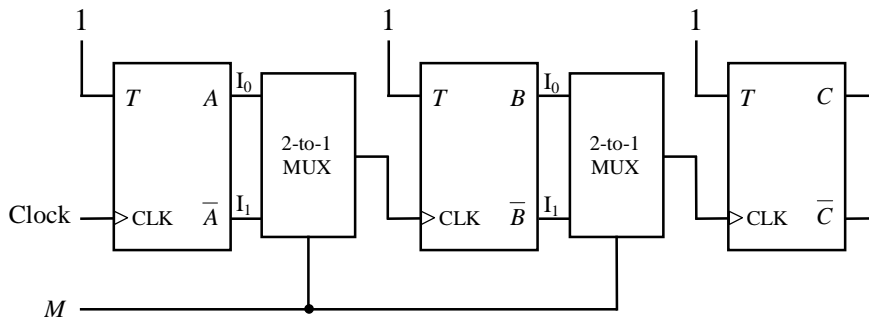 1 1 1
T A I₀ T B I₀ T C
2-to-1
MUX
2-to-1
MUX
Clock CLK A̅ I₁ CLK B̅ I₁ CLK C̅
M